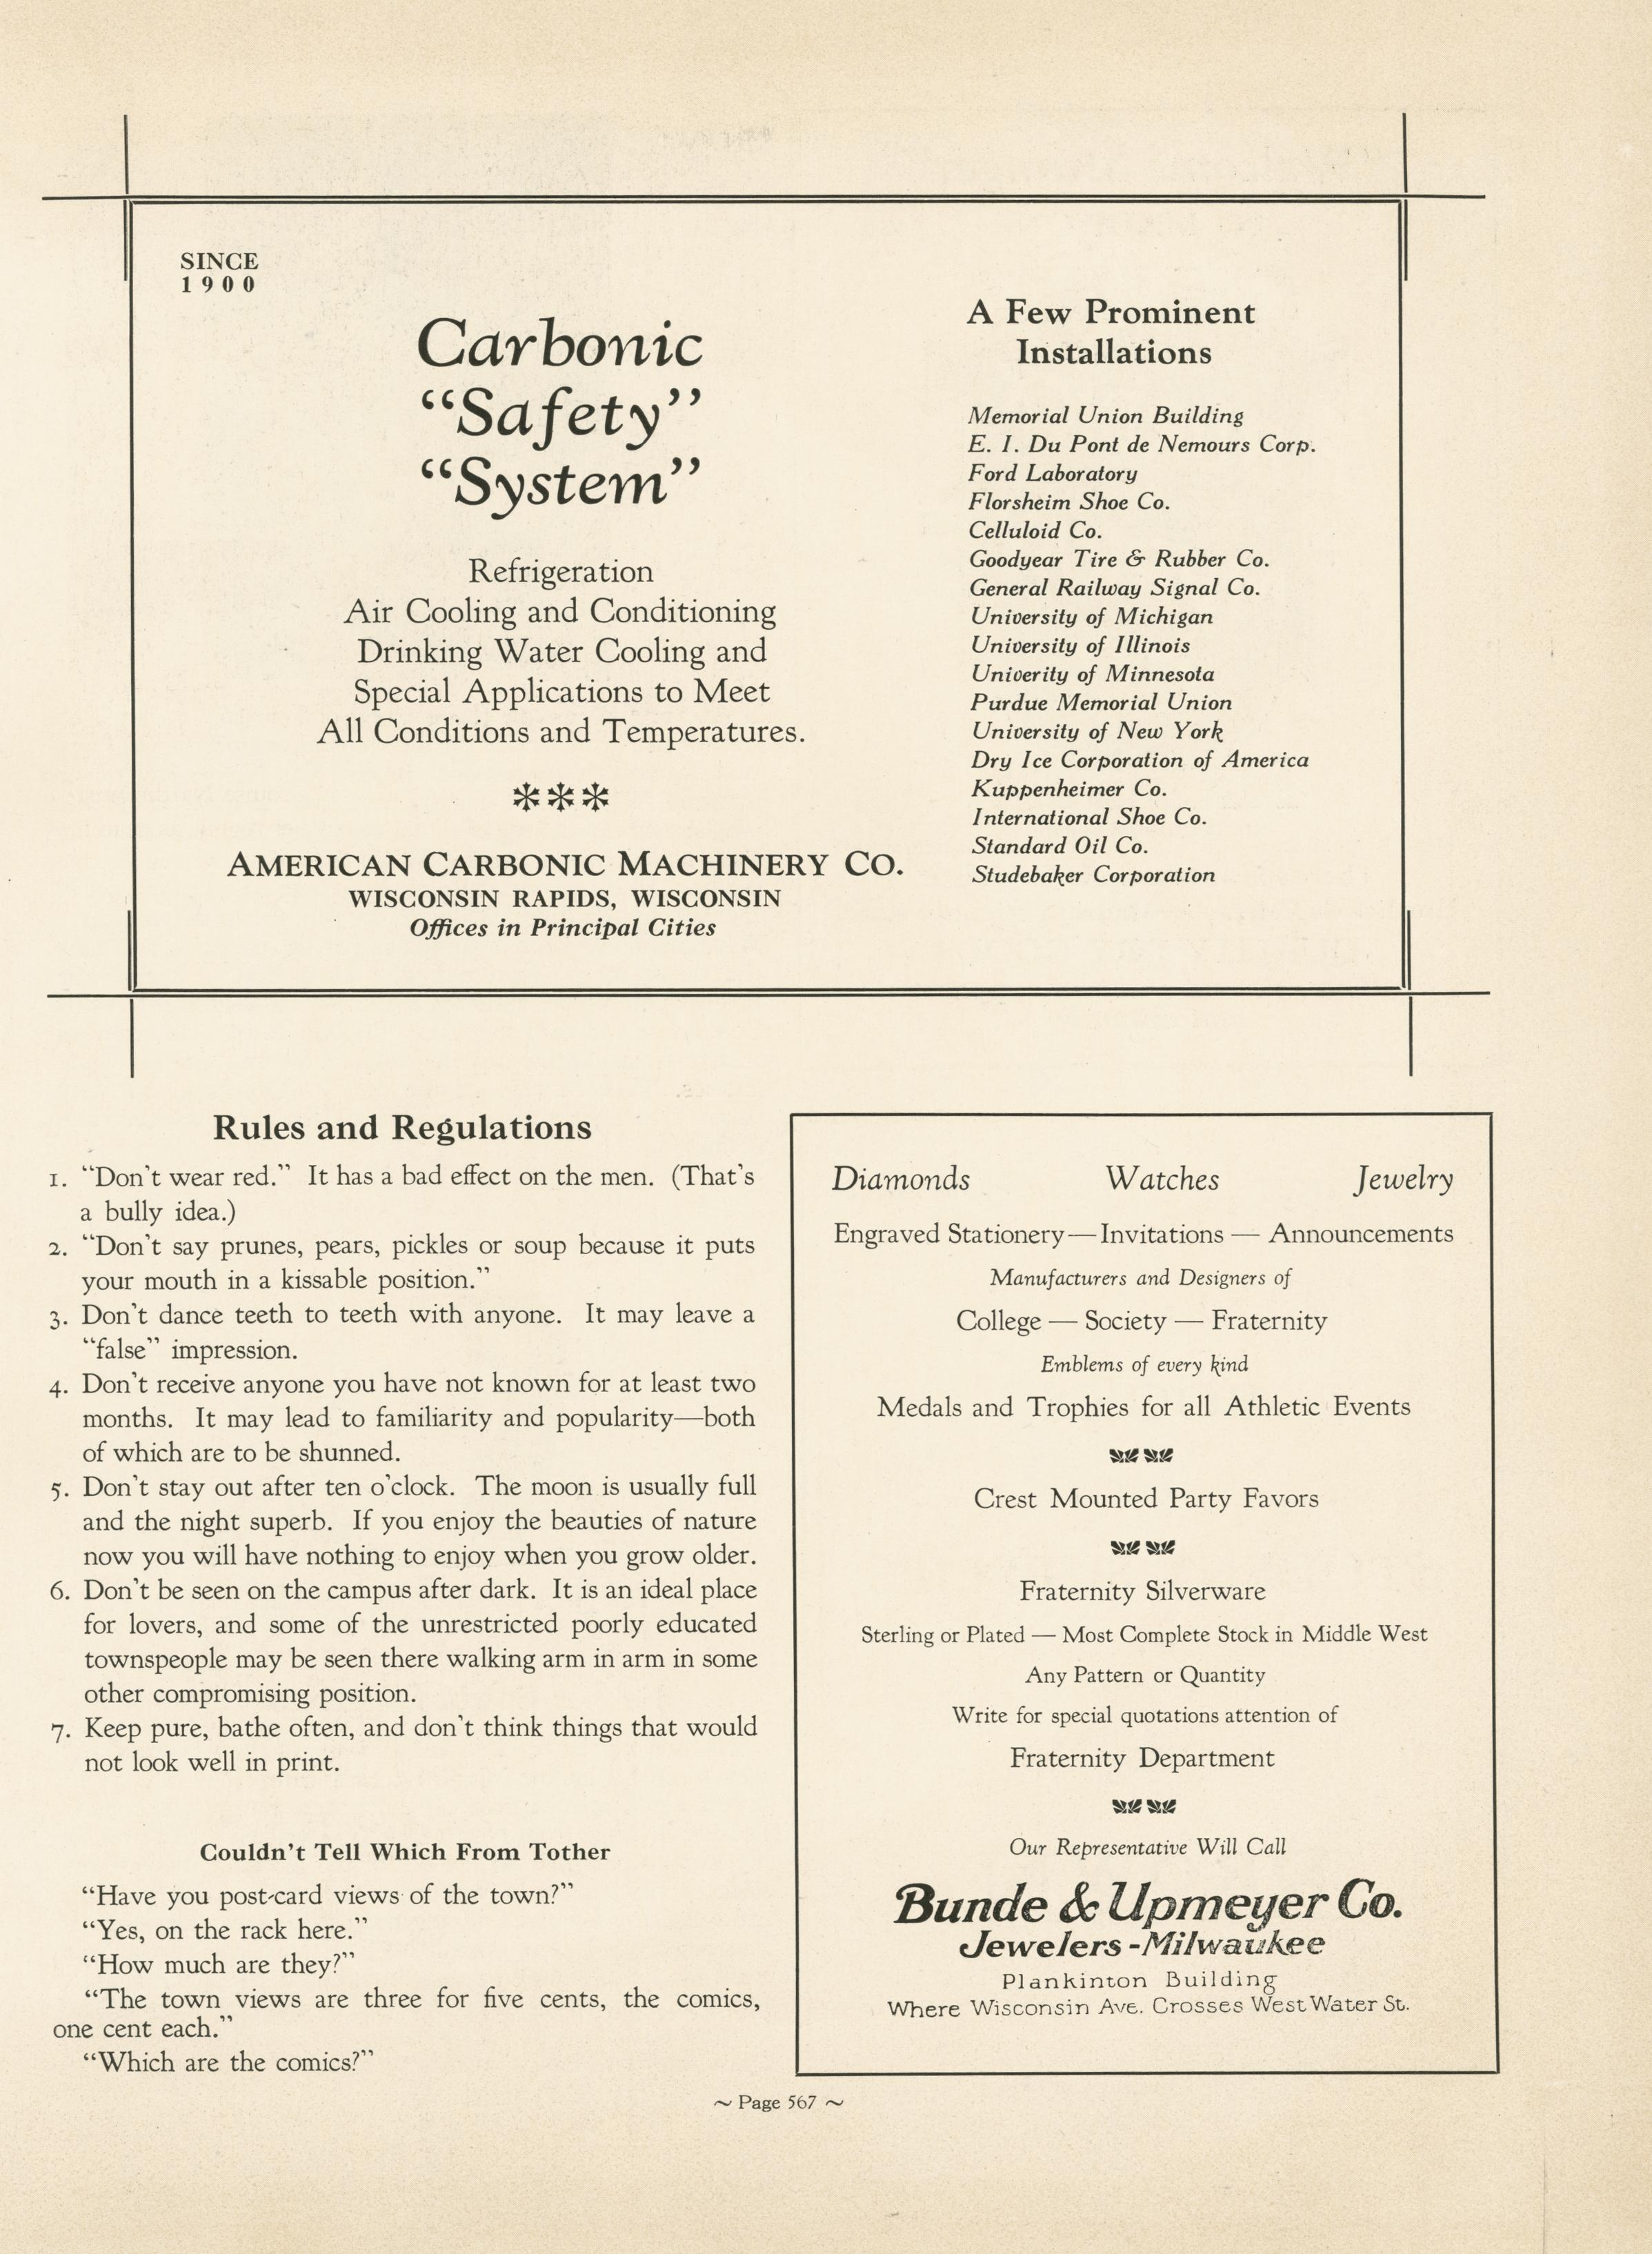 SINCE
1900
Carbonic
“Safety”
“System”
Refrigeration
Air Cooling and Conditioning
Drinking Water Cooling and
Special Applications to Meet
All Conditions and Temperatures.
***
AMERICAN CARBONIC MACHINERY CO.
WISCONSIN RAPIDS, WISCONSIN
Offices in Principal Cities
A Few Prominent
Installations
Memorial Union Building
E. I. Du Pont de Nemours Corp.
Ford Laboratory
Florsheim Shoe Co.
Celluloid Co.
Goodyear Tire & Rubber Co.
General Railway Signal Co.
University of Michigan
University of Illinois
Univerity of Minnesota
Purdue Memorial Union
University of New York
Dry Ice Corporation of America
Kuppenheimer Co.
International Shoe Co.
Standard Oil Co.
Studebaker Corporation
Rules and Regulations
1. “Don't wear red.” It has a bad effect on the men. (That's
a bully idea.)
2. “Don't say prunes, pears, pickles or soup because it puts
your mouth in a kissable position.”
3. Don't dance teeth to teeth with anyone. It may leave a
“false” impression.
4. Don't receive anyone you have not known for at least two
months. It may lead to familiarity and popularity—both
of which are to be shunned.
5. Don't stay out after ten o'clock. The moon is usually full
and the night superb. If you enjoy the beauties of nature
now you will have nothing to enjoy when you grow older.
6. Don't be seen on the campus after dark. It is an ideal place
for lovers, and some of the unrestricted poorly educated
townspeople may be seen there walking arm in arm in some
other compromising position.
7. Keep pure, bathe often, and don't think things that would
not look well in print.
Couldn't Tell Which From Tother
“Have you post-card views of the town?”
“Yes, on the rack here.”
“How much are they?”
“The town views are three for five cents, the comics,
one cent each.”
“Which are the comics?”
Diamonds Watches Jewelry
Engraved Stationery—Invitations — Announcements
Manufacturers and Designers of
College — Society — Fraternity
Emblems of every kind
Medals and Trophies for all Athletic Events
Crest Mounted Party Favors
Fraternity Silverware
Sterling or Plated — Most Complete Stock in Middle West
Any Pattern or Quantity
Write for special quotations attention of
Fraternity Department
Our Representative Will Call
Bunde & Upmeyer Co.
Jewelers - Milwaukee
Plankinton Building
Where Wisconsin Ave. Crosses West Water St.
~ Page 567 ~